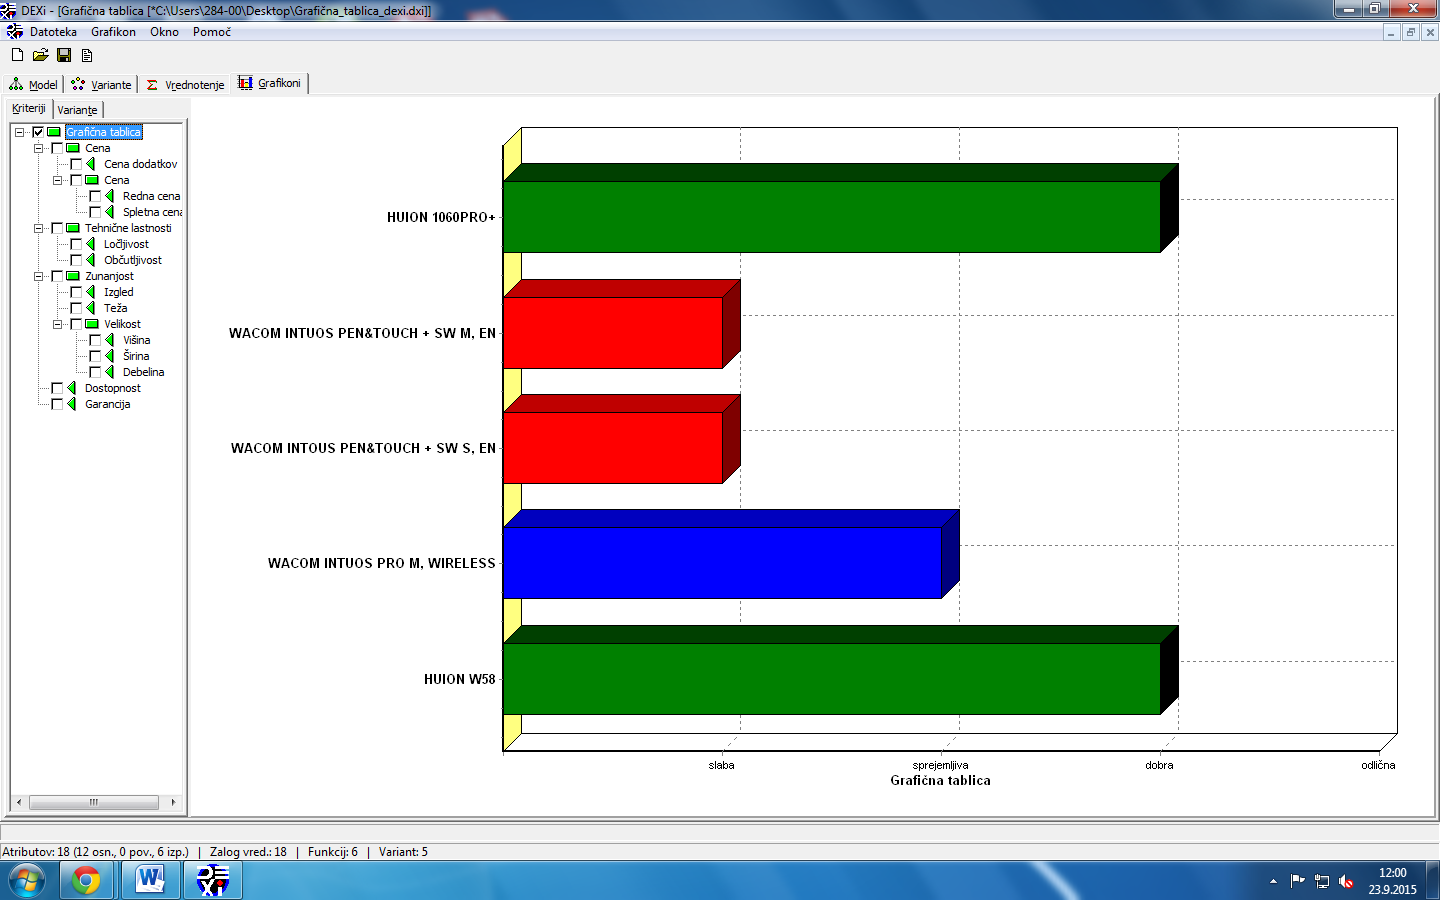 DEXi - [Grafična tablica [*C:\Users\284-00\Desktop\Grafična_tablica_dexi.dxi]]
Datoteka Grafikon Okno Pomoč
Model Variante Vrednotenje Grafikoni
Kriteriji Variante
Grafična tablica
Cena
Cena dodatkov
Cena
Redna cena
Spletna cena
Tehnične lastnosti
Ločljivost
Občutljivost
Zunanjost
Izgled
Teža
Velikost
Višina
Širina
Debelina
Dostopnost
Garancija
HUION 1060PRO+
WACOM INTUOS PEN&TOUCH + SW M, EN
WACOM INTOUS PEN&TOUCH + SW S, EN
WACOM INTUOS PRO M, WIRELESS
HUION W58
slaba sprejemljiva dobra odlična
Grafična tablica
Atributov: 18 (12 osn., 0 pov., 6 izp.) | Zalog vred.: 18 | Funkcij: 6 | Variant: 5
12:00
23.9.2015